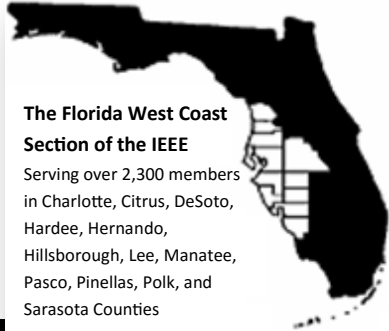 The Florida West Coast
Section of the IEEE
Serving over 2,300 members
in Charlotte, Citrus, DeSoto,
Hardee, Hernando,
Hillsborough, Lee, Manatee,
Pasco, Pinellas, Polk, and
Sarasota Counties